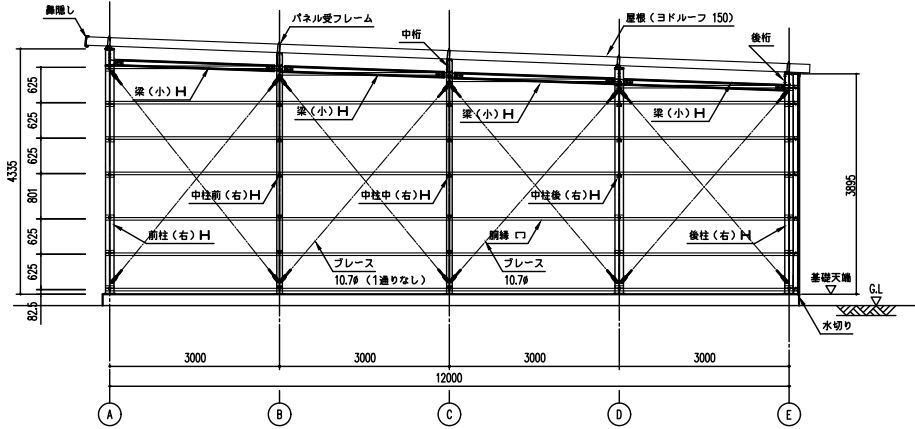 鼻隠し
パネル受フレーム
中桁
屋根(ヨドルーフ 150)
後桁
梁(小)H
梁(小)H
梁(小)H
梁(小)H
625
625
625
801
625
625
82.5
4335
3895
中柱前(右)H
中柱中(右)H
中柱後(右)H
前柱(右)H
胴縁 コ
後柱(右)H
ブレース
10.7φ (1通りなし)
ブレース
10.7φ
基礎天端
G.L
水切り
3000
3000
3000
3000
12000
A
B
C
D
E